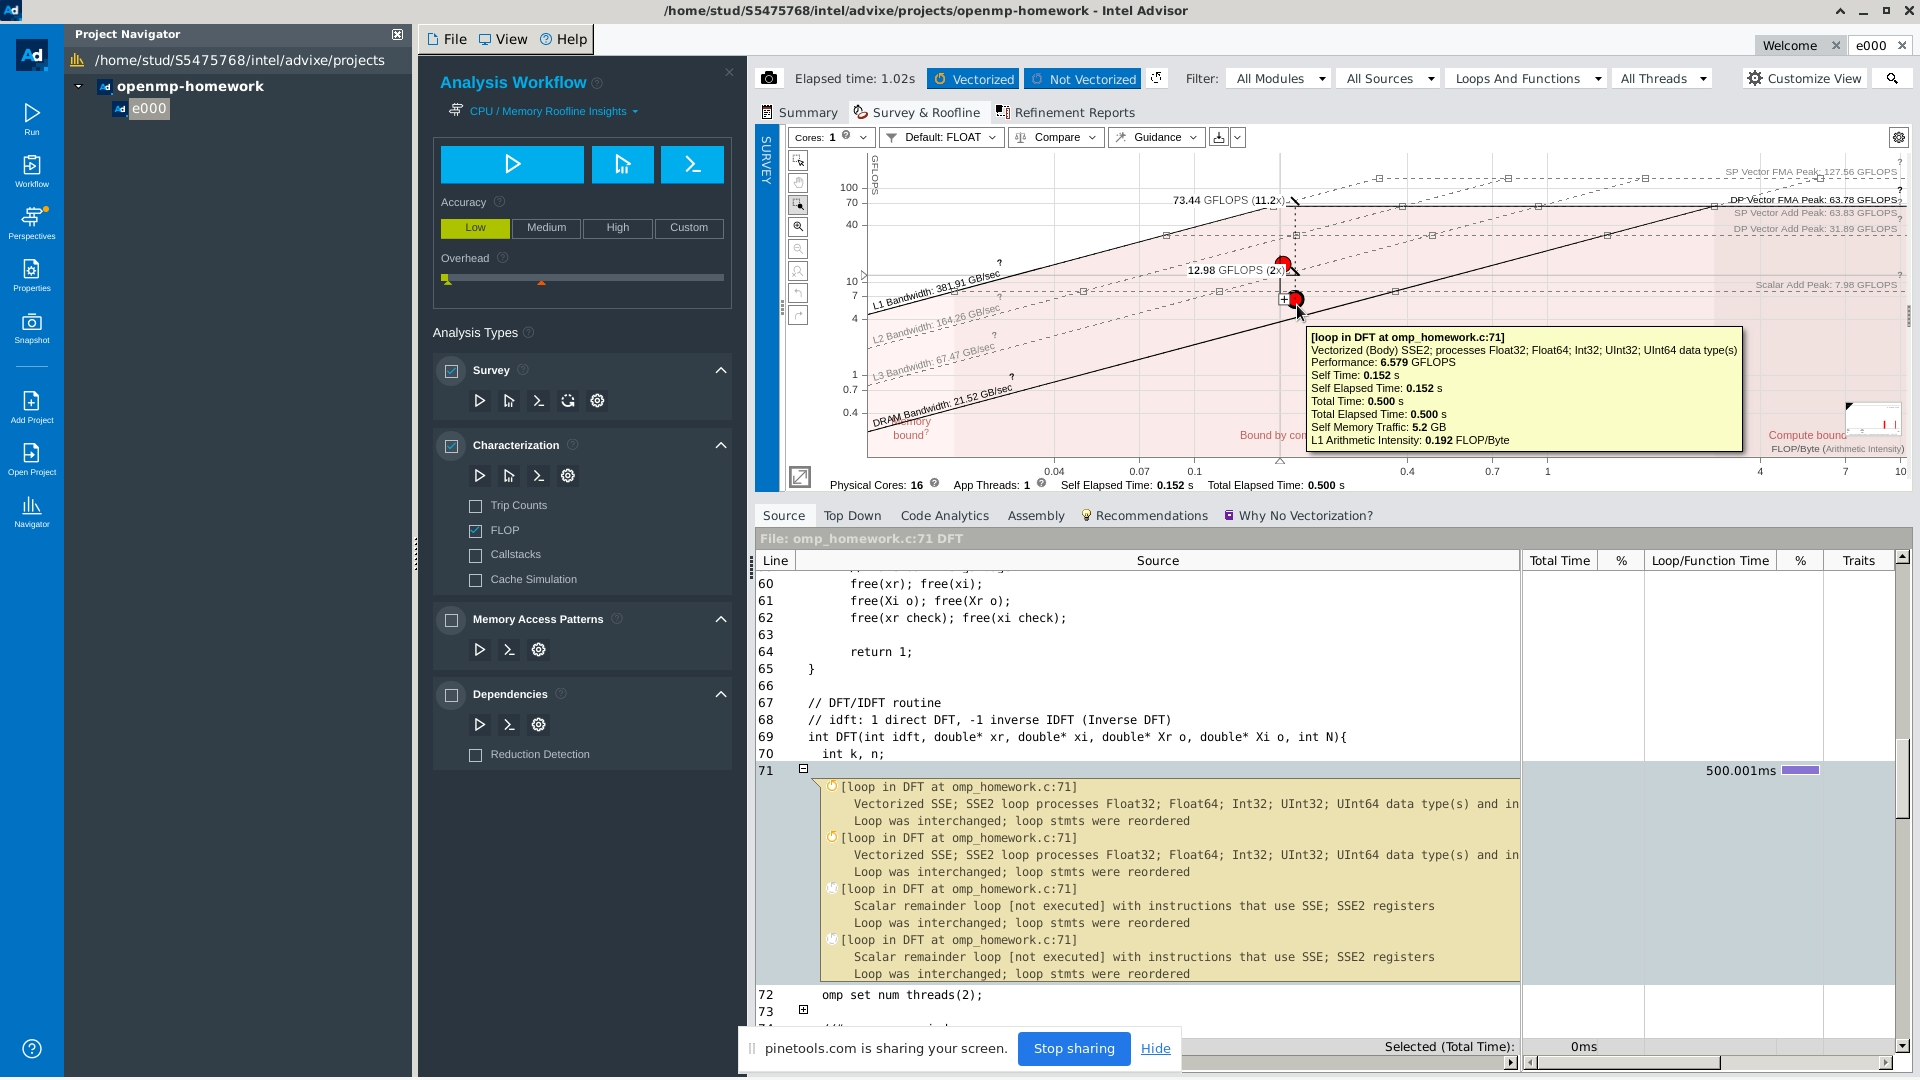 /home/stud/S5475768/intel/advixe/projects/openmp-homework - Intel Advisor
Project Navigator
/home/stud/S5475768/intel/advixe/projects
openmp-homework
e000
Run
Workflow
Perspectives
Properties
Snapshot
Add Project
Open Project
Navigator
File View Help
Welcome
e000
Analysis Workflow
CPU / Memory Roofline Insights
Accuracy
Low Medium High Custom
Overhead
Analysis Types
Survey
Characterization
Trip Counts
FLOP
Callstacks
Cache Simulation
Memory Access Patterns
Dependencies
Reduction Detection
Elapsed time: 1.02s Vectorized Not Vectorized Filter: All Modules All Sources Loops And Functions All Threads Customize View
Summary Survey & Roofline Refinement Reports
SURVEY
Cores: 1 Default: FLOAT Compare Guidance
GFLOPS
100
70
40
10
7
4
1
0.7
0.4
SP Vector FMA Peak: 127.56 GFLOPS
DP Vector FMA Peak: 63.78 GFLOPS
SP Vector Add Peak: 63.83 GFLOPS
DP Vector Add Peak: 31.89 GFLOPS
Scalar Add Peak: 7.98 GFLOPS
73.44 GFLOPS (11.2x)
12.98 GFLOPS (2x)
L1 Bandwidth: 381.91 GB/sec
L2 Bandwidth: 164.26 GB/sec
L3 Bandwidth: 67.47 GB/sec
DRAM Bandwidth: 21.52 GB/sec
bound?
Bound by
Compute bound
FLOP/Byte (Arithmetic Intensity)
[loop in DFT at omp_homework.c:71]
Vectorized (Body) SSE2; processes Float32; Float64; Int32; UInt32; UInt64 data type(s)
Performance: 6.579 GFLOPS
Self Time: 0.152 s
Self Elapsed Time: 0.152 s
Total Time: 0.500 s
Total Elapsed Time: 0.500 s
Self Memory Traffic: 5.2 GB
L1 Arithmetic Intensity: 0.192 FLOP/Byte
0.04 0.07 0.1 0.4 0.7 1 4 7 10
Physical Cores: 16 App Threads: 1 Self Elapsed Time: 0.152 s Total Elapsed Time: 0.500 s
Source Top Down Code Analytics Assembly Recommendations Why No Vectorization?
File: omp_homework.c:71 DFT
Line Source Total Time % Loop/Function Time % Traits
60 free(xr); free(xi);
61 free(Xi o); free(Xr o);
62 free(xr check); free(xi check);
63
64 return 1;
65 }
66
67 // DFT/IDFT routine
68 // idft: 1 direct DFT, -1 inverse IDFT (Inverse DFT)
69 int DFT(int idft, double* xr, double* xi, double* Xr o, double* Xi o, int N){
70 int k, n;
71 500.001ms
[loop in DFT at omp_homework.c:71]
Vectorized SSE; SSE2 loop processes Float32; Float64; Int32; UInt32; UInt64 data type(s) and in
Loop was interchanged; loop stmts were reordered
[loop in DFT at omp_homework.c:71]
Vectorized SSE; SSE2 loop processes Float32; Float64; Int32; UInt32; UInt64 data type(s) and in
Loop was interchanged; loop stmts were reordered
[loop in DFT at omp_homework.c:71]
Scalar remainder loop [not executed] with instructions that use SSE; SSE2 registers
Loop was interchanged; loop stmts were reordered
[loop in DFT at omp_homework.c:71]
Scalar remainder loop [not executed] with instructions that use SSE; SSE2 registers
Loop was interchanged; loop stmts were reordered
72 omp set num threads(2);
73
Selected (Total Time): 0ms
pinetools.com is sharing your screen. Stop sharing Hide